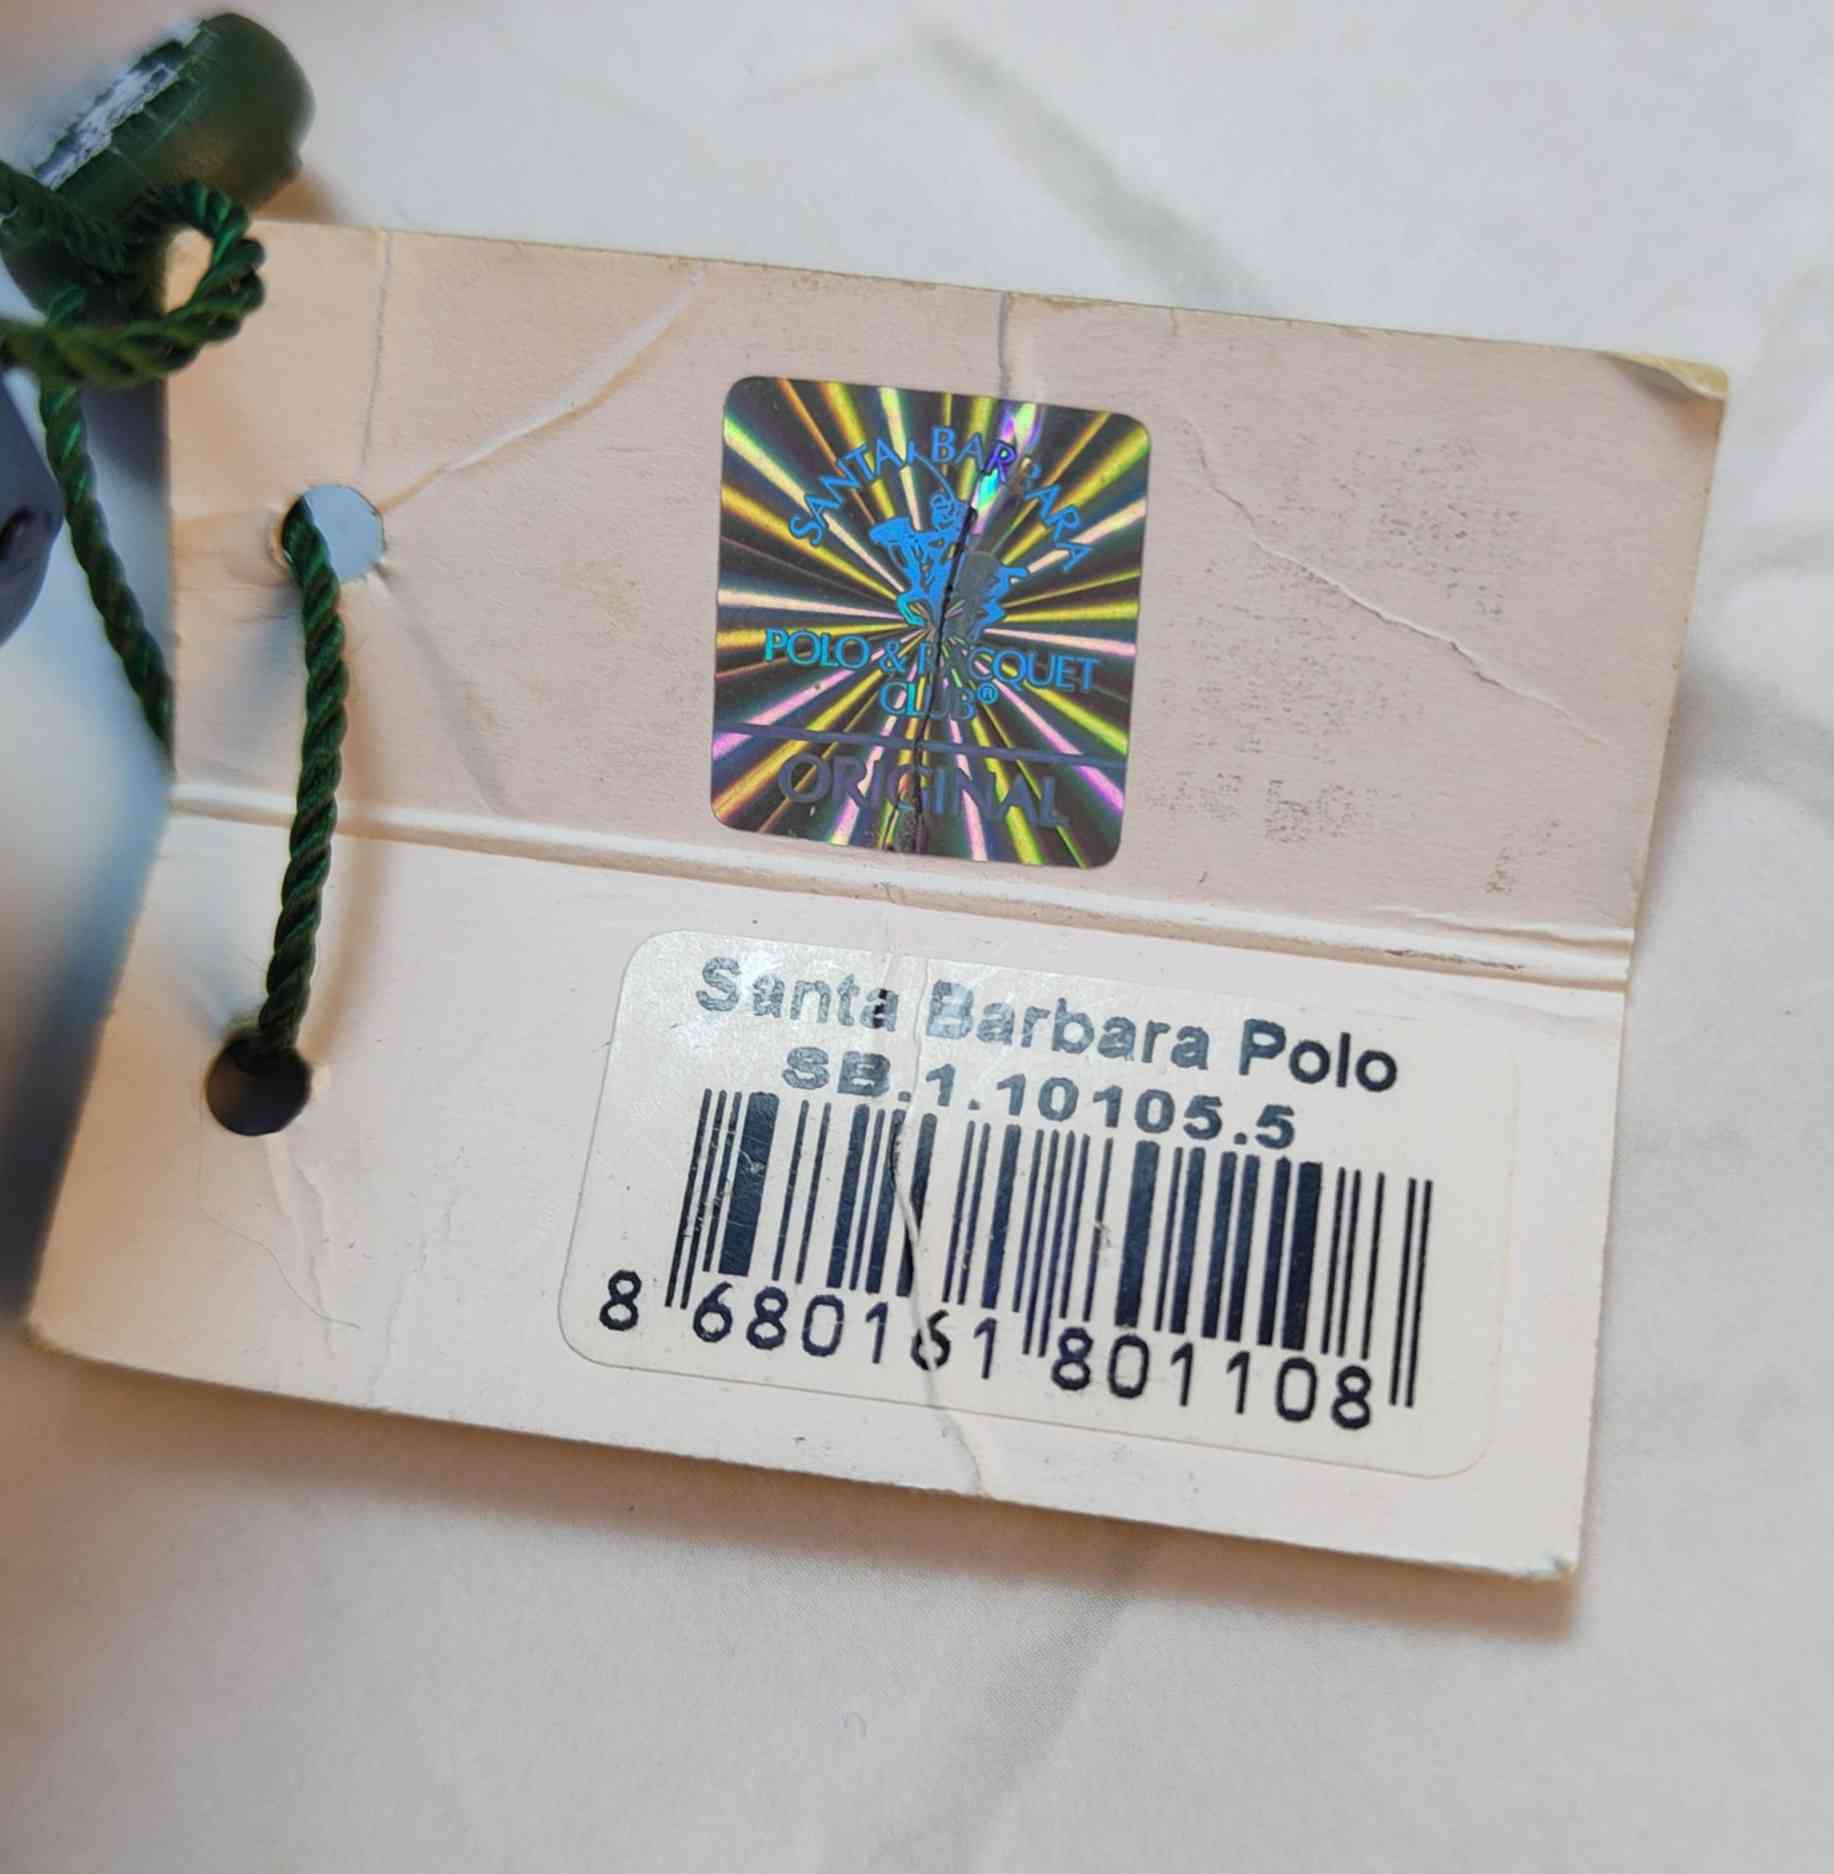 SANTA BARBARA
POLO & RACQUET
CLUB®
ORIGINAL
Santa Barbara Polo
SB.1.10105.5
8 680161 801108